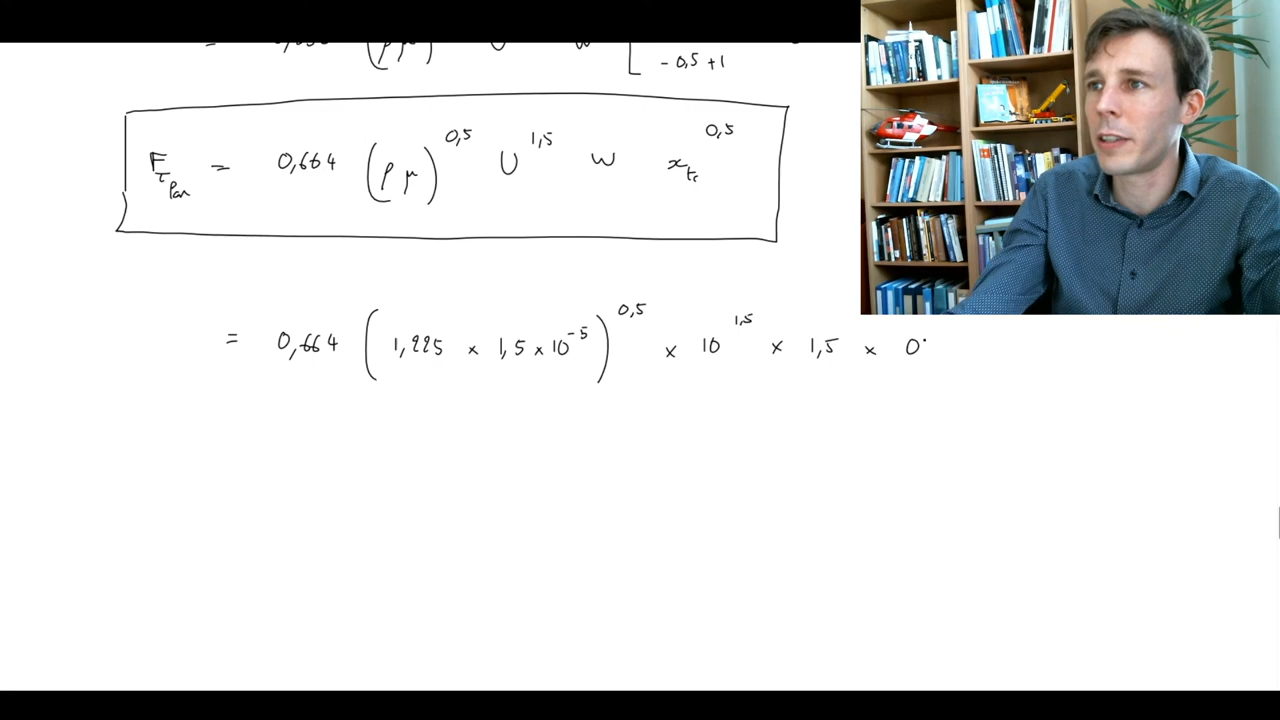 - 0,5 + 1
F_τ_lam = 0,664 (ρ μ)^0,5 U^1,5 W x_tr^0,5
= 0,664 (1,225 × 1,5 × 10^-5)^0,5 × 10^1,5 × 1,5 × 0